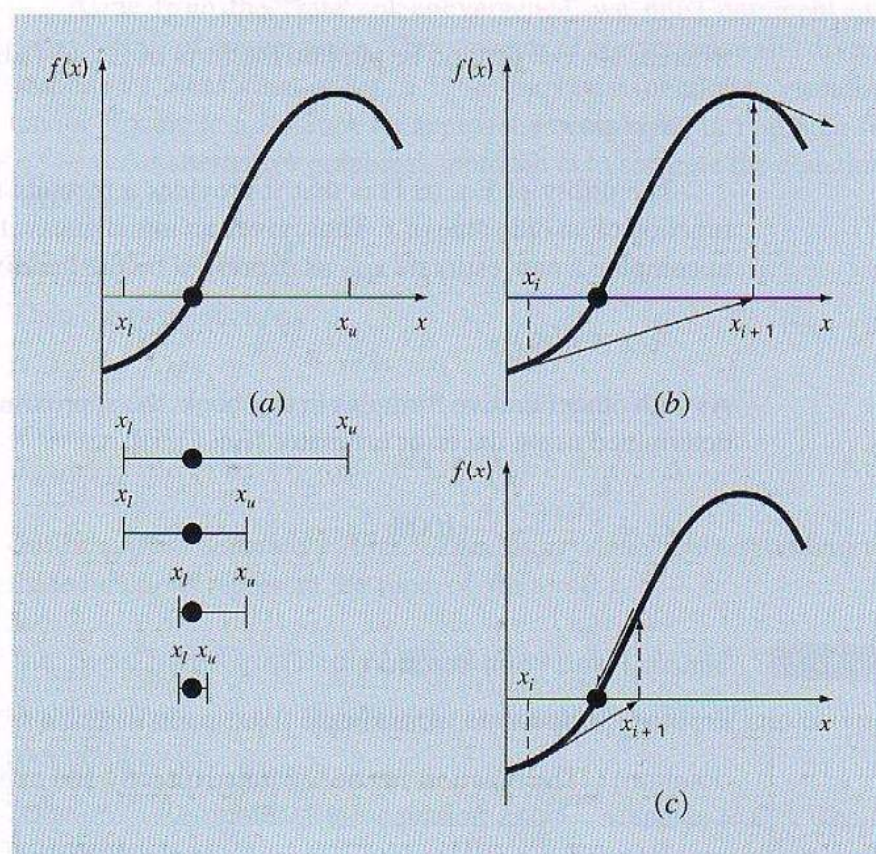 f(x)
x_l
x_u
x
(a)
x_l
x_u
x_l
x_u
x_l
x_u
x_l x_u
f(x)
x_i
x_{i+1}
x
(b)
f(x)
x_i
x_{i+1}
x
(c)